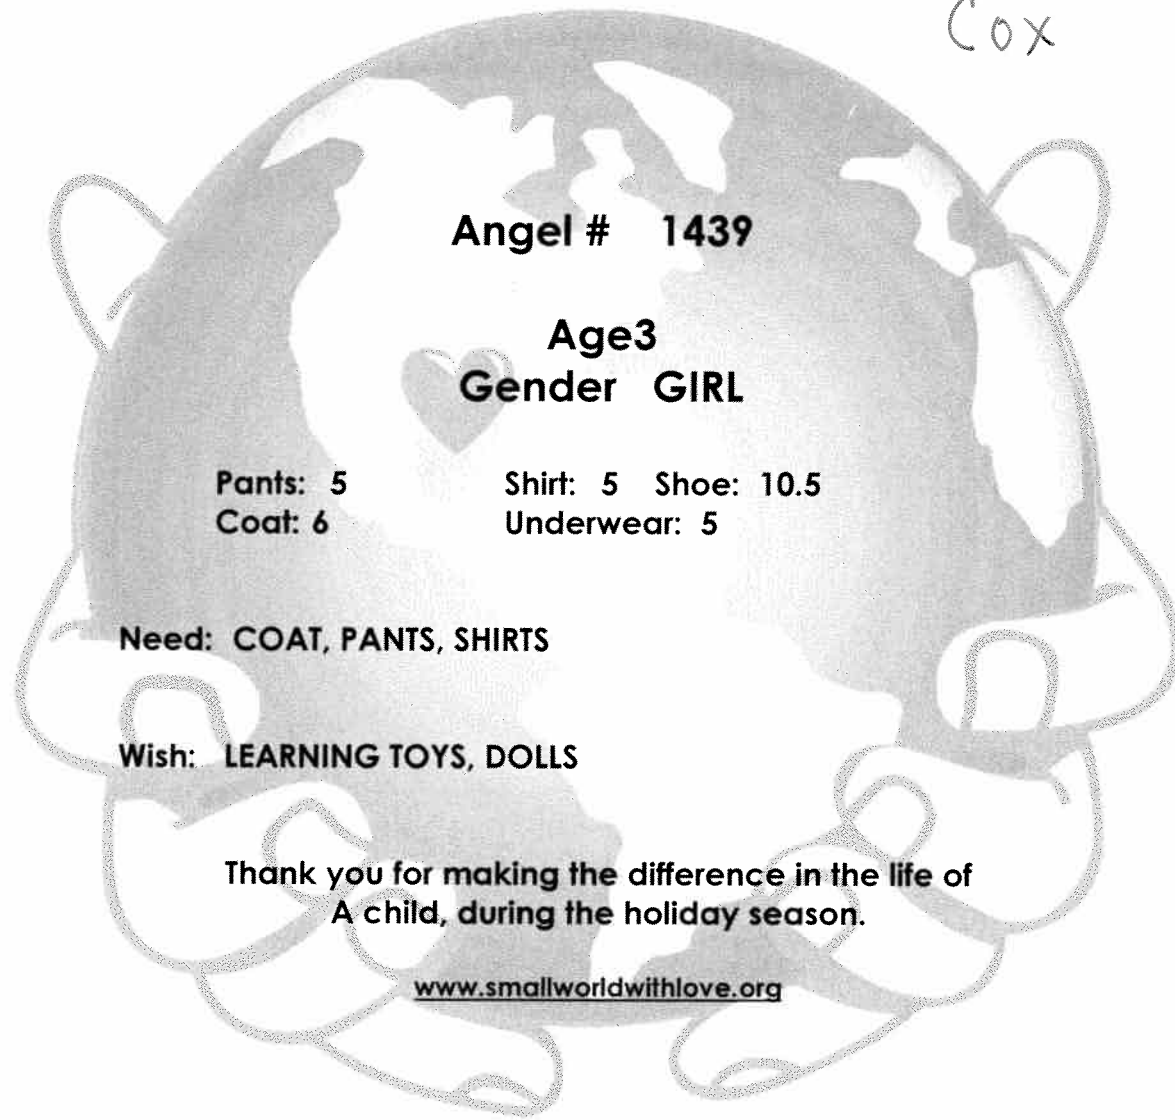 Cox
Angel # 1439
Age3
Gender GIRL
Pants: 5 Shirt: 5 Shoe: 10.5
Coat: 6 Underwear: 5
Need: COAT, PANTS, SHIRTS
Wish: LEARNING TOYS, DOLLS
Thank you for making the difference in the life of
A child, during the holiday season.
www.smallworldwithlove.org